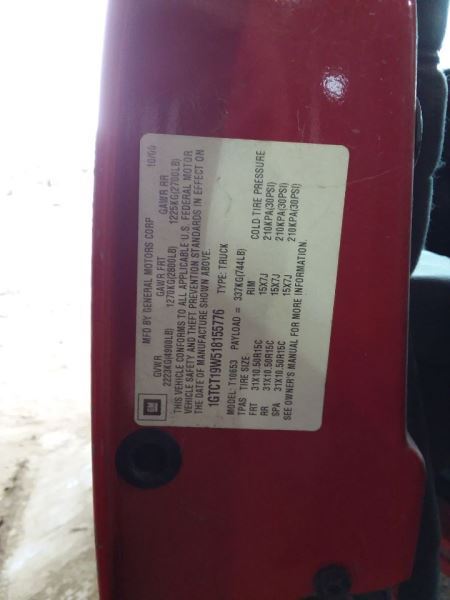 GM
MFD BY GENERAL MOTORS CORP 10/00
GVWR GAWR FRT GAWR RR
2223KG(4900LB) 1270KG(2800LB) 1225KG(2700LB)
THIS VEHICLE CONFORMS TO ALL APPLICABLE U.S. FEDERAL MOTOR
VEHICLE SAFETY AND THEFT PREVENTION STANDARDS IN EFFECT ON
THE DATE OF MANUFACTURE SHOWN ABOVE.
1GTCT19W518155776 TYPE: TRUCK
MODEL: T10653 PAYLOAD = 337KG(744LB)
TPAS TIRE SIZE RIM COLD TIRE PRESSURE
FRT 31X10.50R15C 15X7J 210KPA(30PSI)
RR 31X10.50R15C 15X7J 210KPA(30PSI)
SPA 31X10.50R15C 15X7J 210KPA(30PSI)
SEE OWNER'S MANUAL FOR MORE INFORMATION.